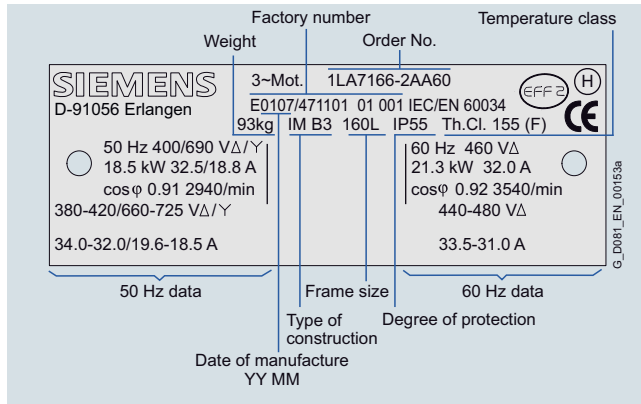 Factory number Temperature class
Weight Order No.
SIEMENS 3~Mot. 1LA7166-2AA60 EFF 2 H
D-91056 Erlangen E0107/471101 01 001 IEC/EN 60034
93kg IM B3 160L IP55 Th.Cl. 155 (F) CE
50 Hz 400/690 V△/Y 60 Hz 460 V△
18.5 kW 32.5/18.8 A 21.3 kW 32.0 A
cosφ 0.91 2940/min cosφ 0.92 3540/min
380-420/660-725 V△/Y 440-480 V△
34.0-32.0/19.6-18.5 A 33.5-31.0 A
G_D081_EN_00153a
50 Hz data Frame size 60 Hz data
Type of construction Degree of protection
Date of manufacture
YY MM